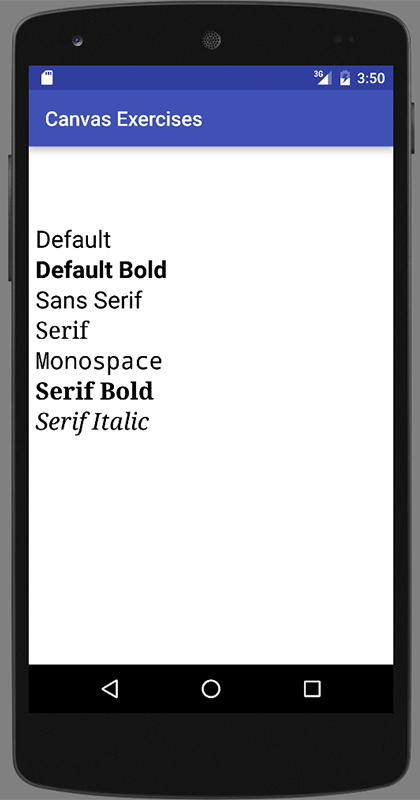 3G 3:50
Canvas Exercises
Default
Default Bold
Sans Serif
Serif
Monospace
Serif Bold
Serif Italic